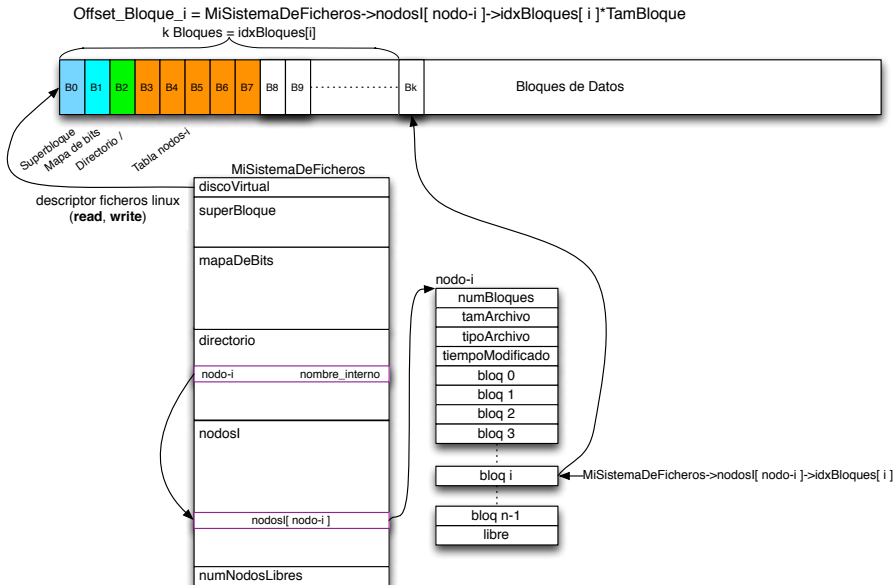 Offset_Bloque_i = MiSistemaDeFicheros->nodosI[ nodo-i ]->idxBloques[ i ]*TamBloque
k Bloques = idxBloques[i]
B0 B1 B2 B3 B4 B5 B6 B7 B8 B9 Bk Bloques de Datos
Superbloque
Mapa de bits
Directorio /
Tabla nodos-i
MiSistemaDeFicheros
discoVirtual
descriptor ficheros linux
(read, write)
superBloque
mapaDeBits
directorio
nodo-i nombre_interno
nodosI
nodosI[ nodo-i ]
numNodosLibres
nodo-i
numBloques
tamArchivo
tipoArchivo
tiempoModificado
bloq 0
bloq 1
bloq 2
bloq 3
bloq i
MiSistemaDeFicheros->nodosI[ nodo-i ]->idxBloques[ i ]
bloq n-1
libre